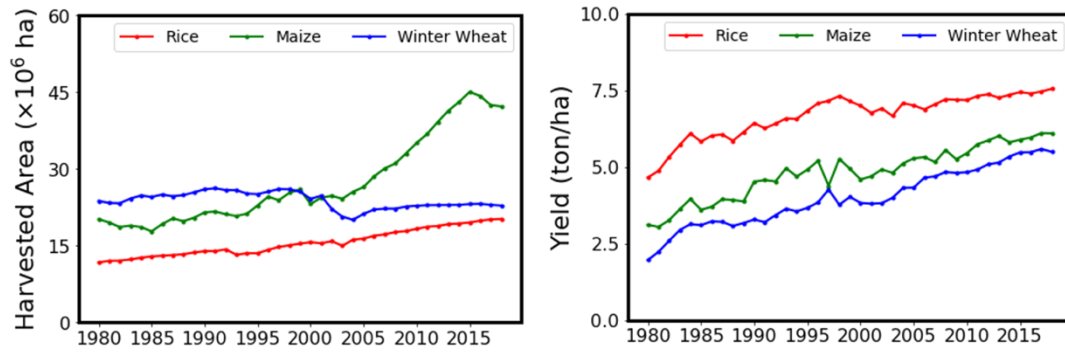 Harvested Area (×10⁶ ha)
60
45
30
15
0
Rice Maize Winter Wheat
1980 1985 1990 1995 2000 2005 2010 2015
Yield (ton/ha)
10.0
7.5
5.0
2.5
0.0
Rice Maize Winter Wheat
1980 1985 1990 1995 2000 2005 2010 2015